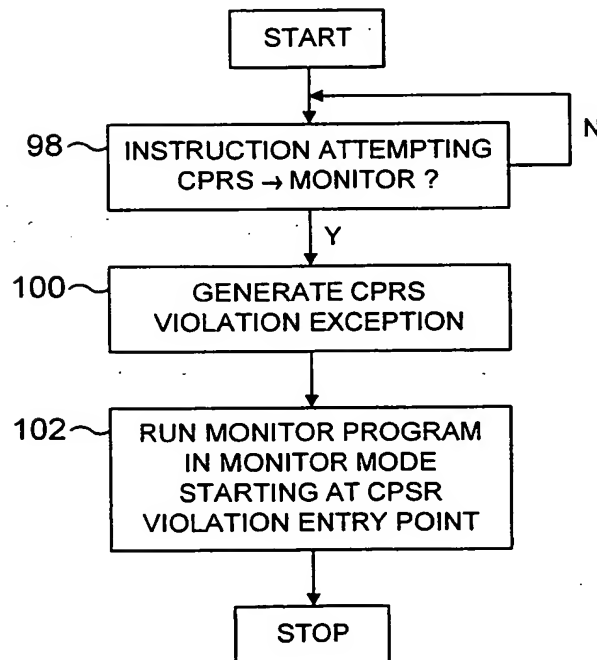 START
N
98
INSTRUCTION ATTEMPTING
CPRS → MONITOR ?
Y
100
GENERATE CPRS
VIOLATION EXCEPTION
102
RUN MONITOR PROGRAM
IN MONITOR MODE
STARTING AT CPSR
VIOLATION ENTRY POINT
STOP